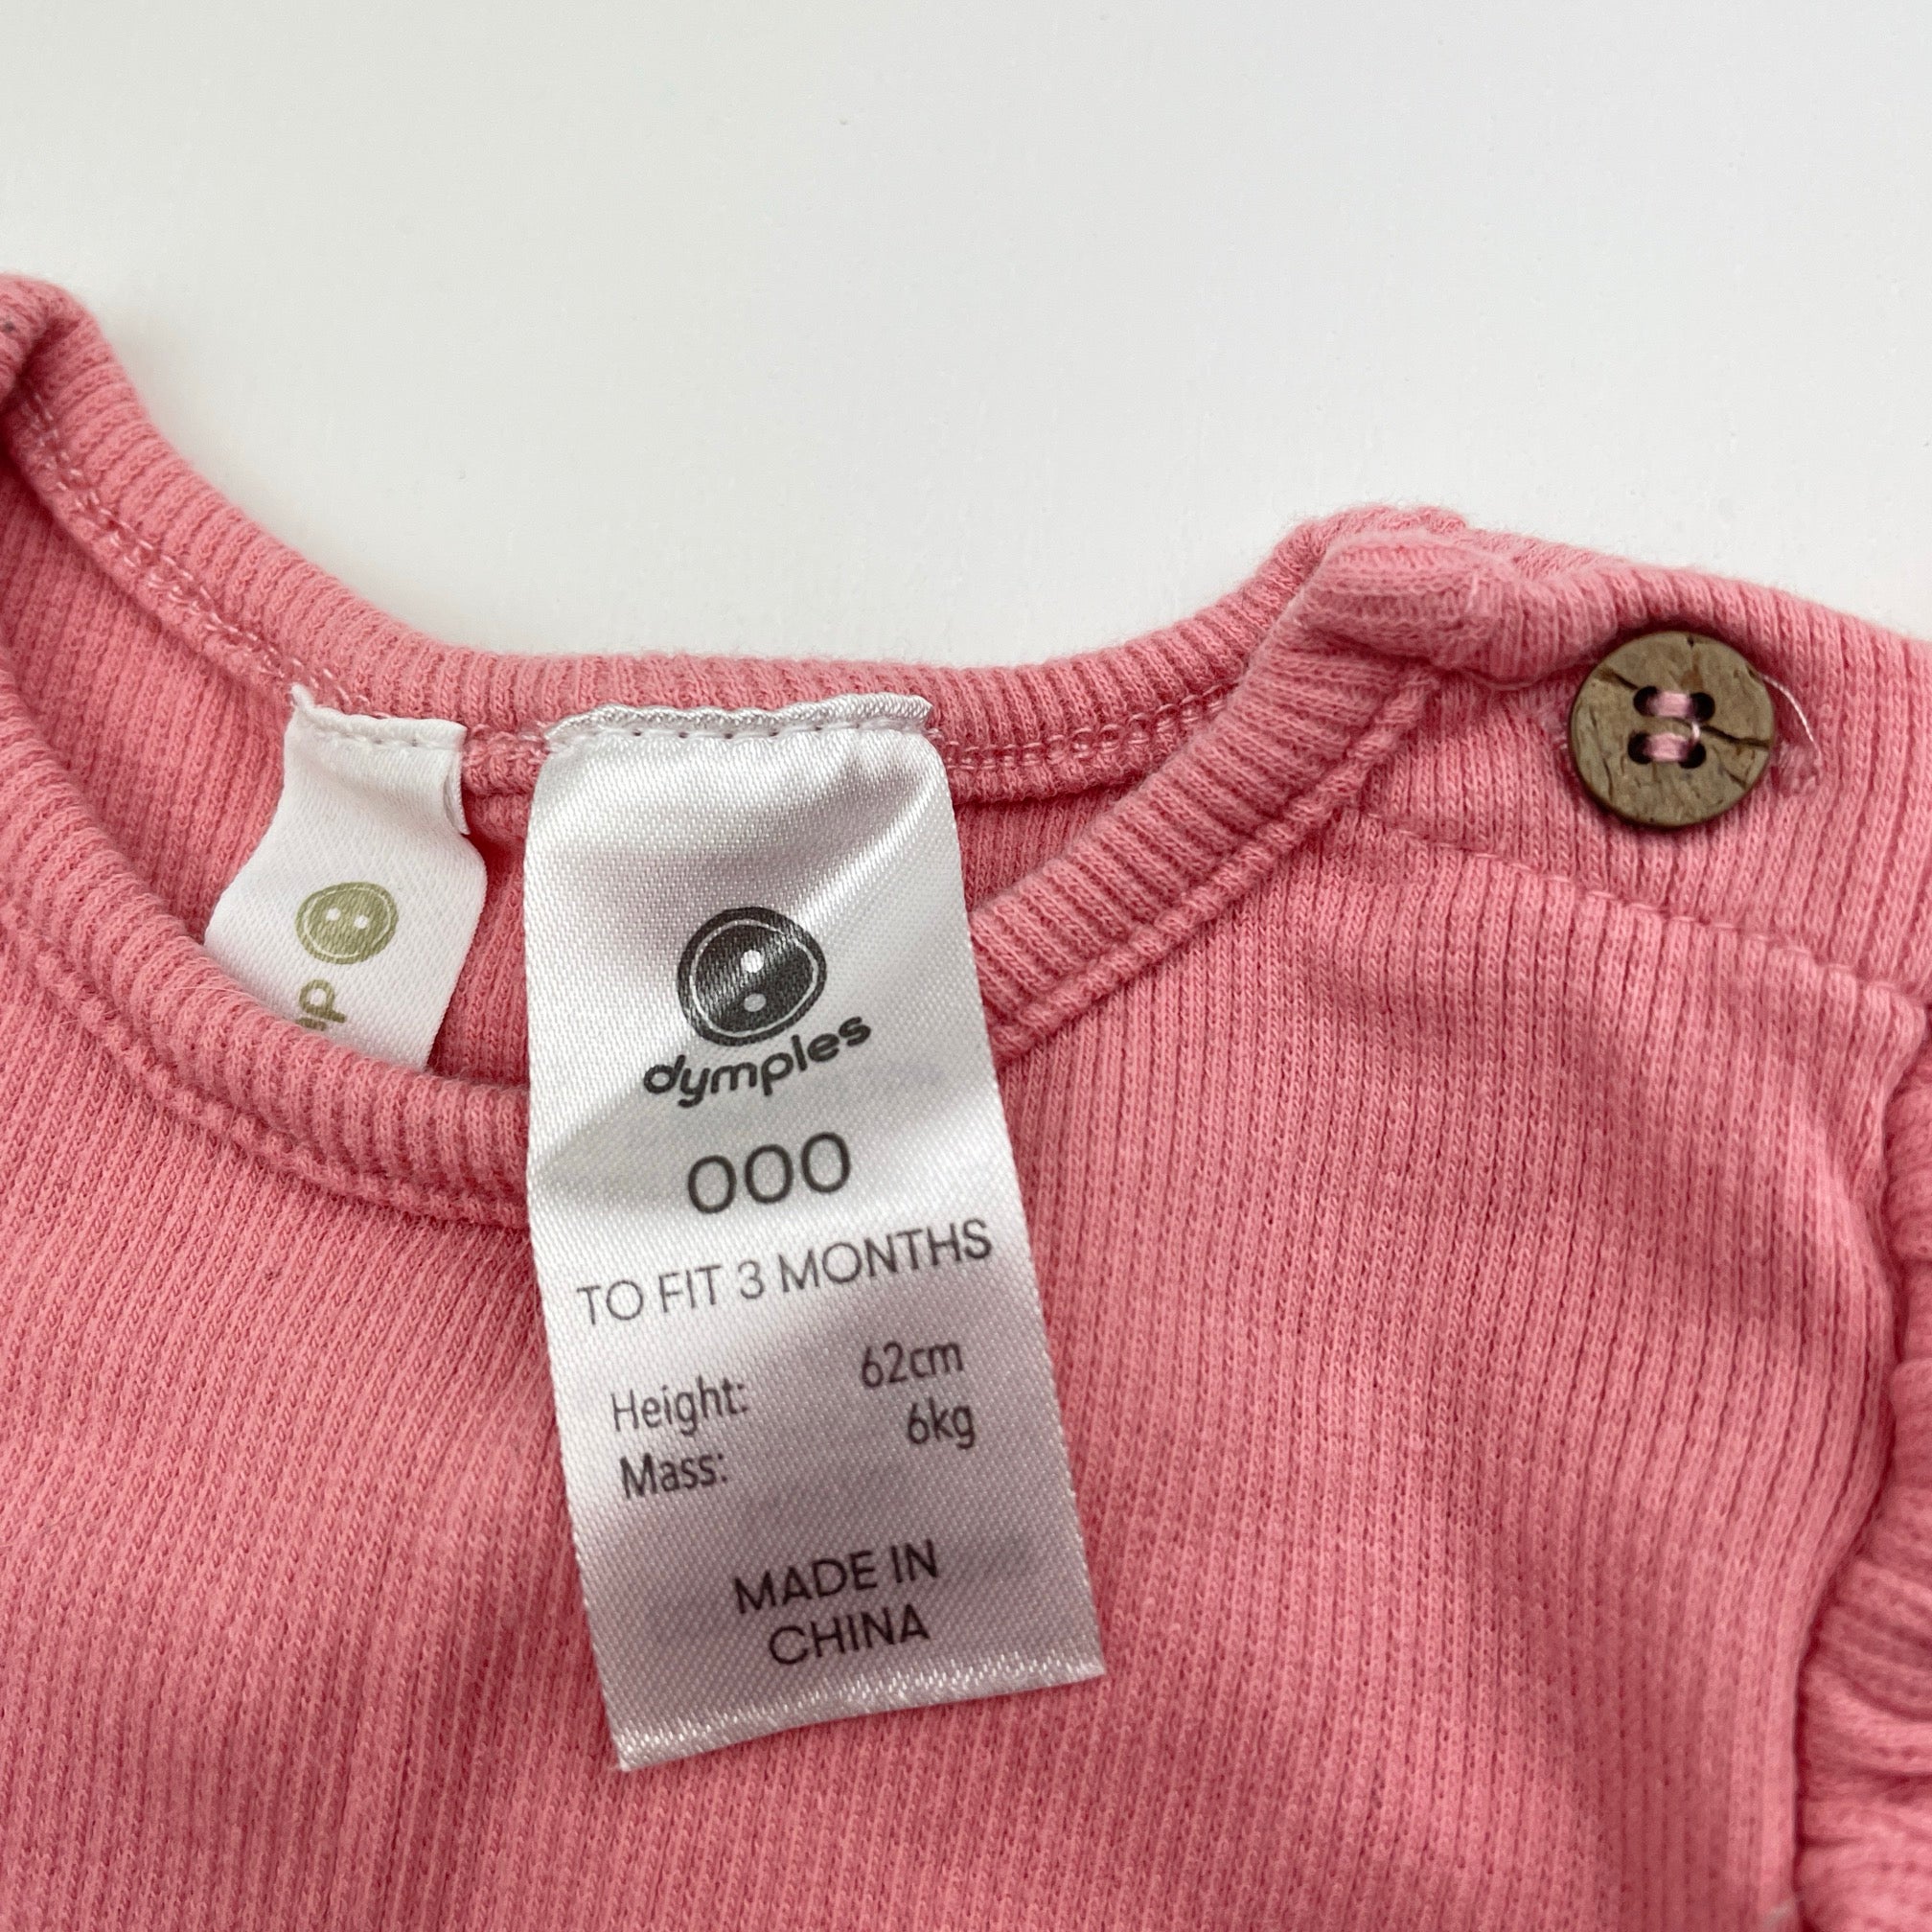 dymples
000
TO FIT 3 MONTHS
Height: 62cm
Mass: 6kg
MADE IN
CHINA